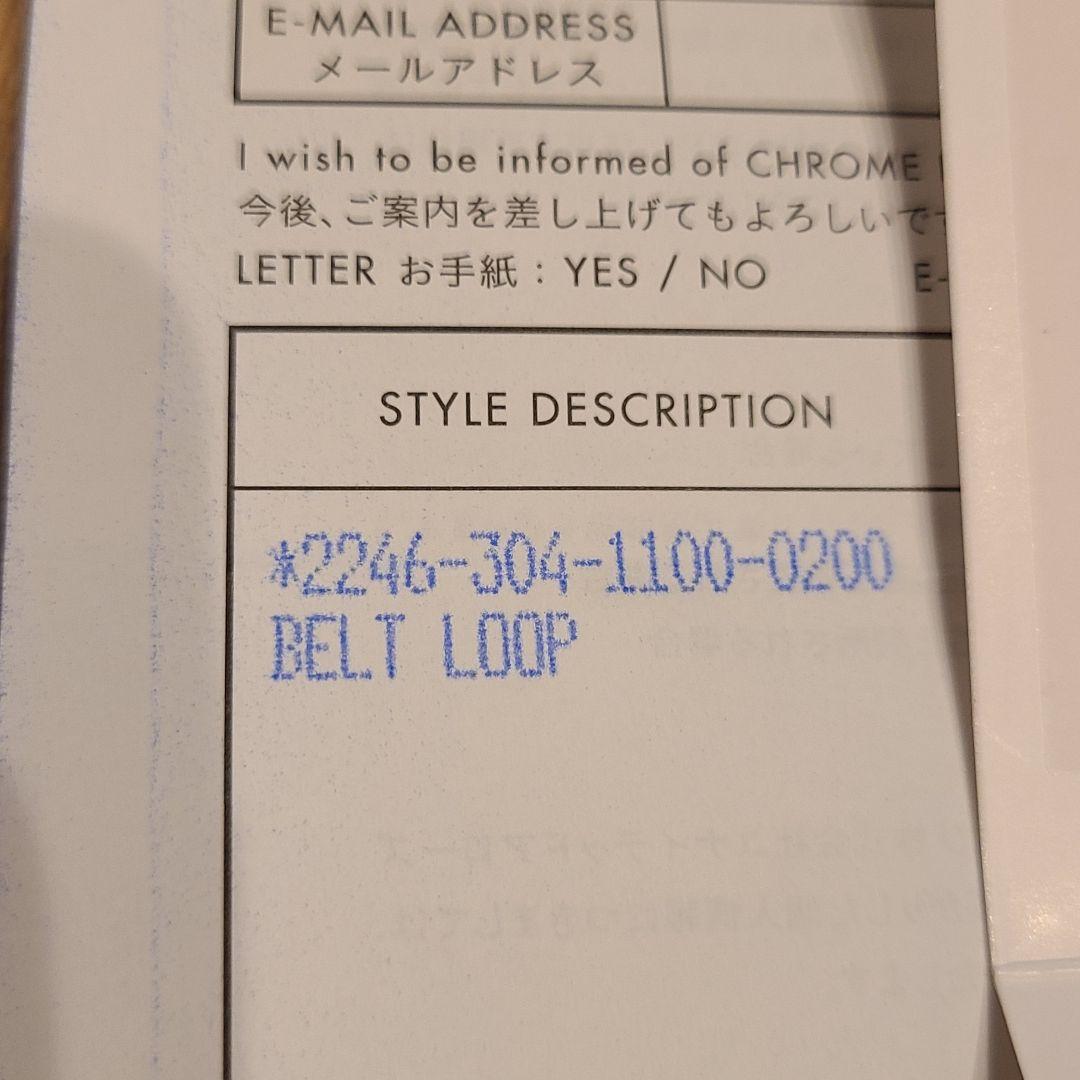 E-MAIL ADDRESS
メールアドレス
I wish to be informed of CHROME
今後、ご案内を差し上げてもよろしいです
LETTER お手紙 : YES / NO
E-
STYLE DESCRIPTION
*2246-304-1100-0200
BELT LOOP